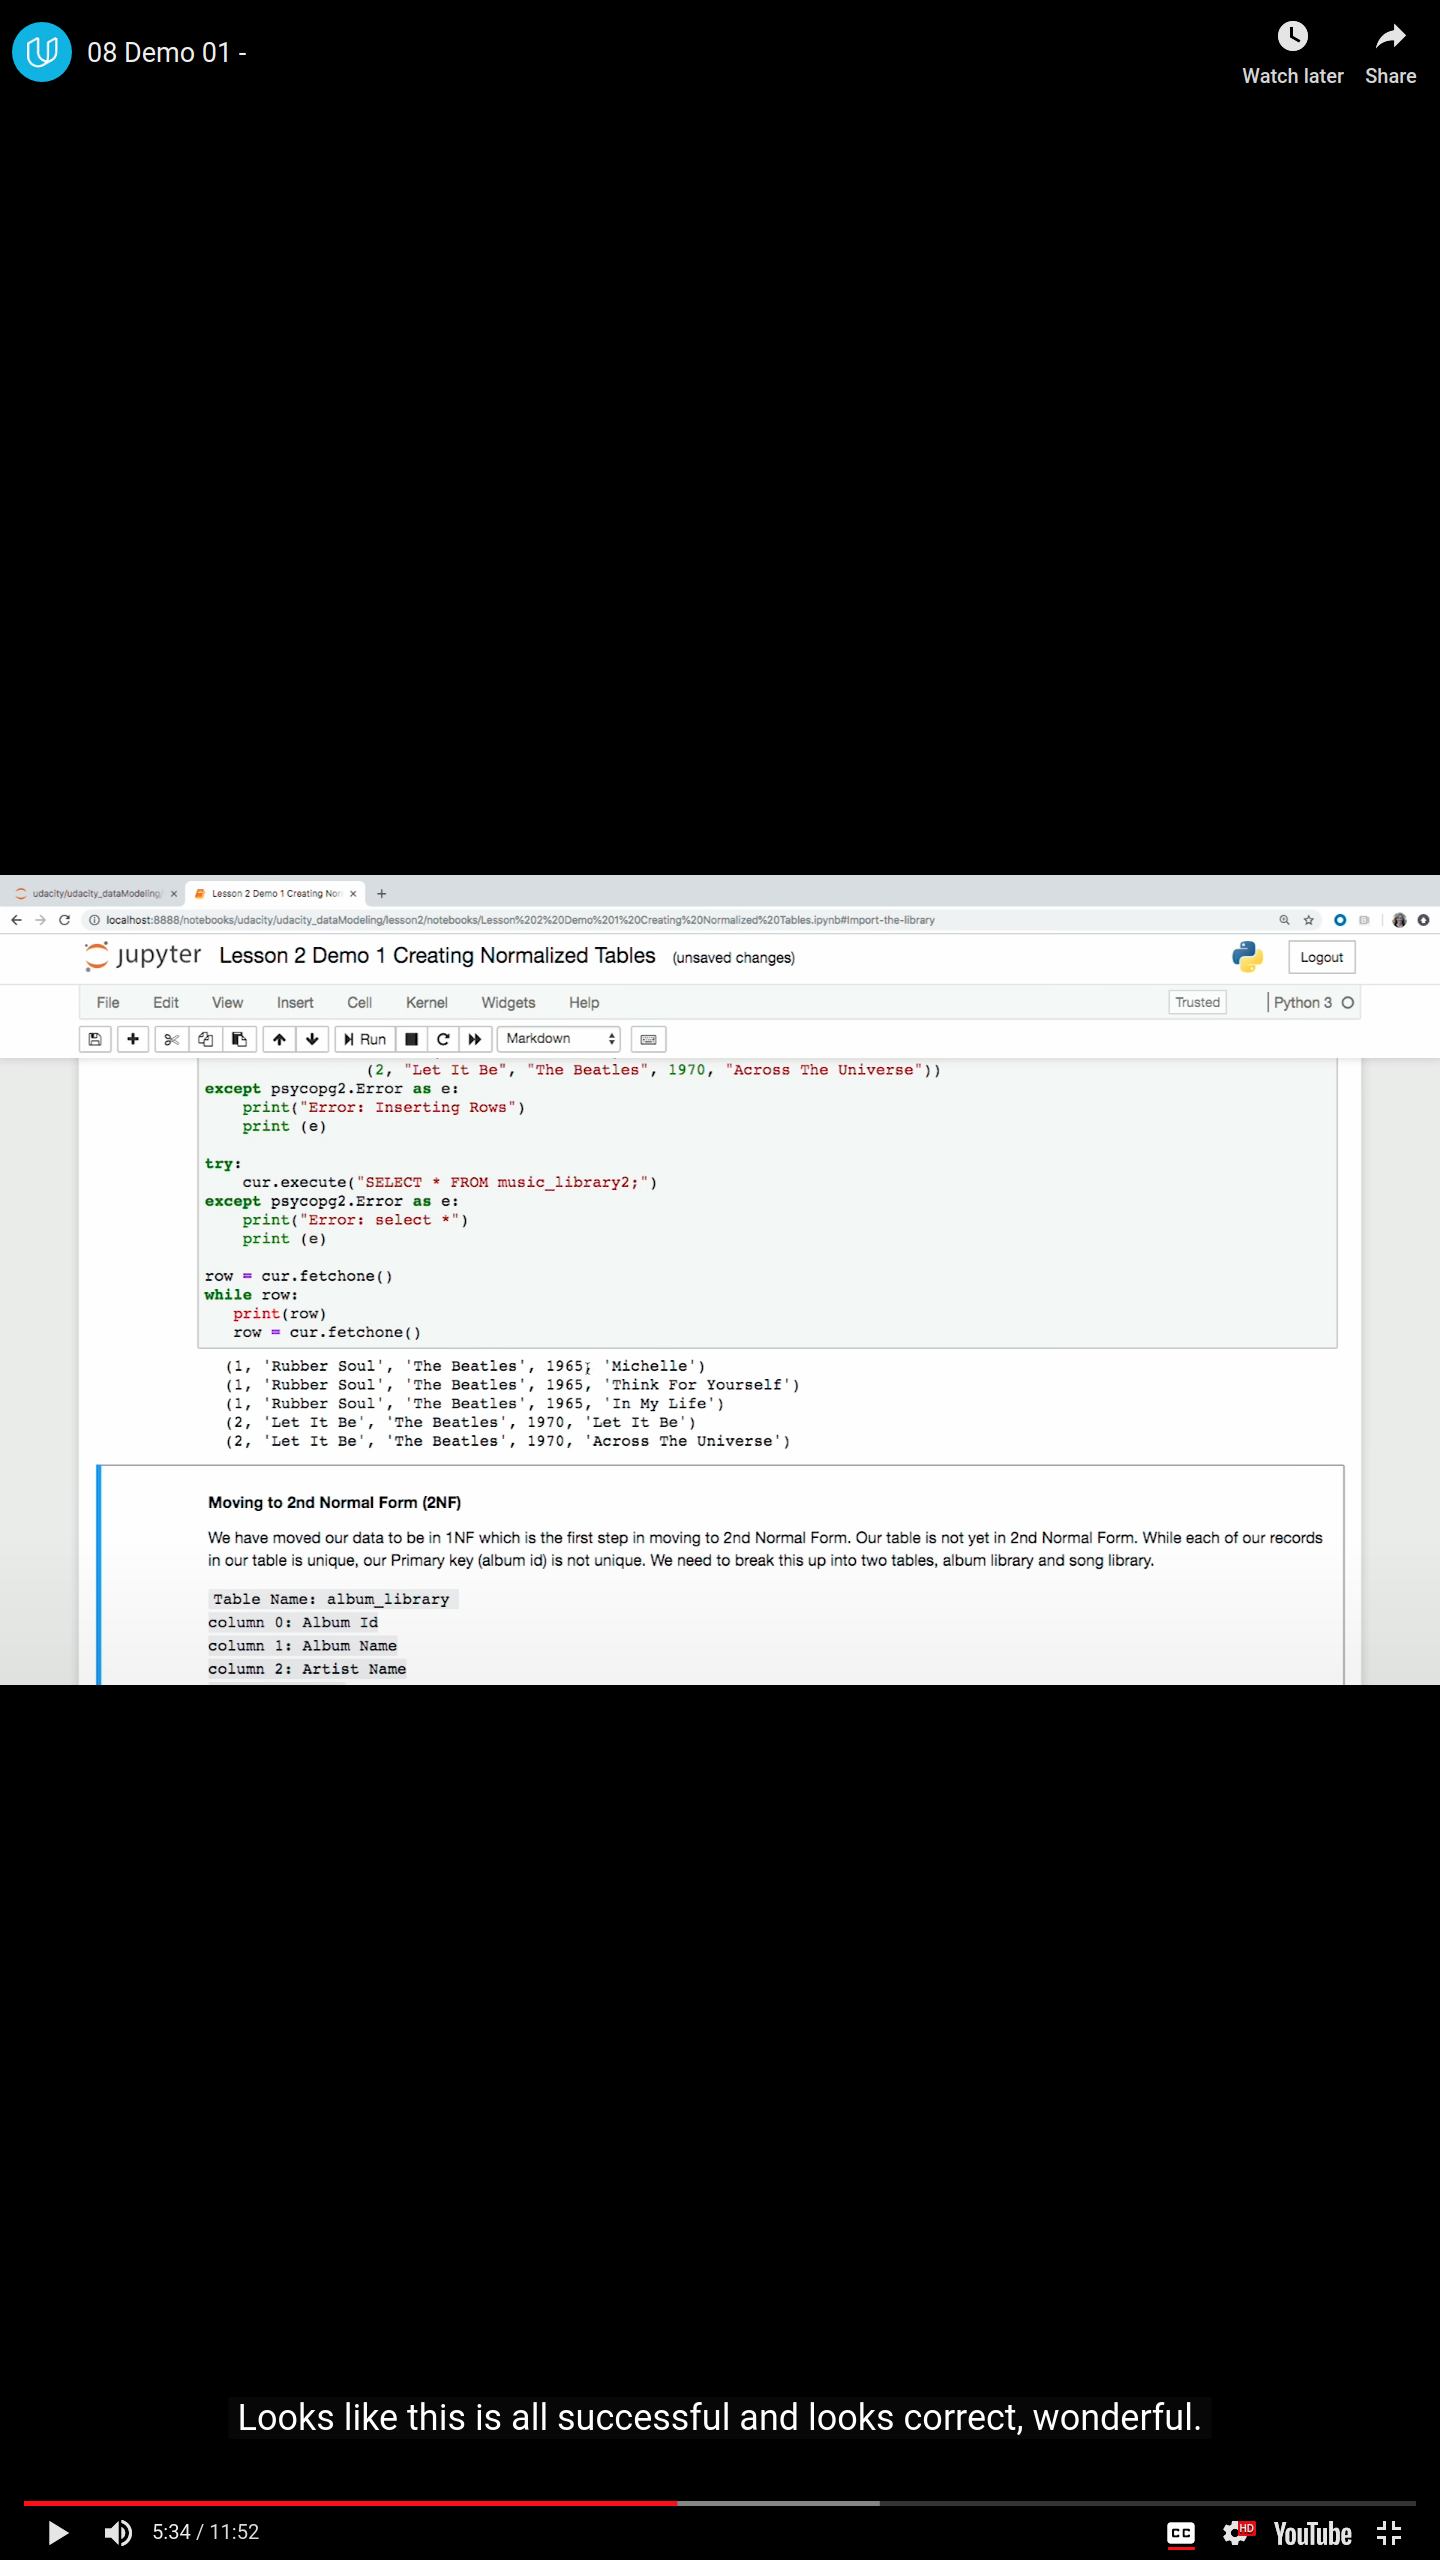 08 Demo 01 -
Watch later
Share
udacity/udacity_dataModeling/
Lesson 2 Demo 1 Creating Nor
localhost:8888/notebooks/udacity/udacity_dataModeling/lesson2/notebooks/Lesson%202%20Demo%201%20Creating%20Normalized%20Tables.ipynb#Import-the-library
jupyter Lesson 2 Demo 1 Creating Normalized Tables (unsaved changes)
Logout
File Edit View Insert Cell Kernel Widgets Help
Trusted
Python 3
Run
Markdown
(2, "Let It Be", "The Beatles", 1970, "Across The Universe"))
except psycopg2.Error as e:
print("Error: Inserting Rows")
print (e)
try:
cur.execute("SELECT * FROM music_library2;")
except psycopg2.Error as e:
print("Error: select *")
print (e)
row = cur.fetchone()
while row:
print(row)
row = cur.fetchone()
(1, 'Rubber Soul', 'The Beatles', 1965, 'Michelle')
(1, 'Rubber Soul', 'The Beatles', 1965, 'Think For Yourself')
(1, 'Rubber Soul', 'The Beatles', 1965, 'In My Life')
(2, 'Let It Be', 'The Beatles', 1970, 'Let It Be')
(2, 'Let It Be', 'The Beatles', 1970, 'Across The Universe')
Moving to 2nd Normal Form (2NF)
We have moved our data to be in 1NF which is the first step in moving to 2nd Normal Form. Our table is not yet in 2nd Normal Form. While each of our records
in our table is unique, our Primary key (album id) is not unique. We need to break this up into two tables, album library and song library.
Table Name: album_library
column 0: Album Id
column 1: Album Name
column 2: Artist Name
Looks like this is all successful and looks correct, wonderful.
5:34 / 11:52
CC
HD
YouTube